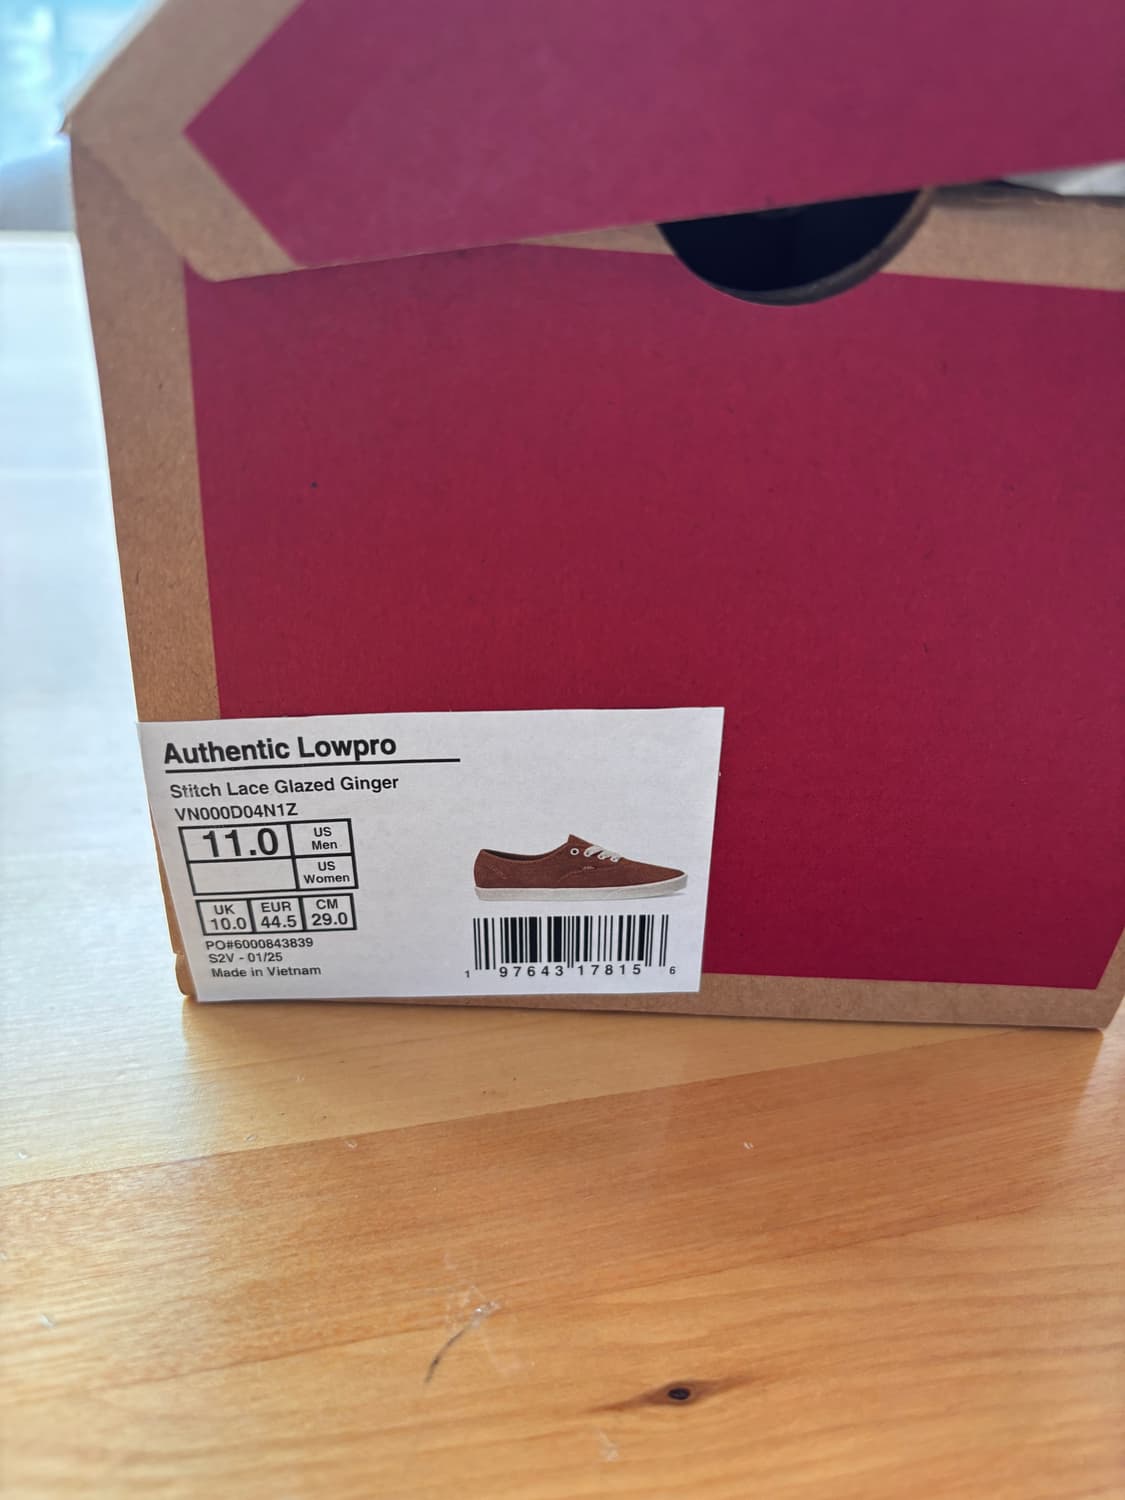 Authentic Lowpro
Stitch Lace Glazed Ginger
VN000D04N1Z
11.0 US Men
US Women
UK 10.0 EUR 44.5 CM 29.0
PO#6000843839
S2V - 01/25
Made in Vietnam
1 97643 17815 6